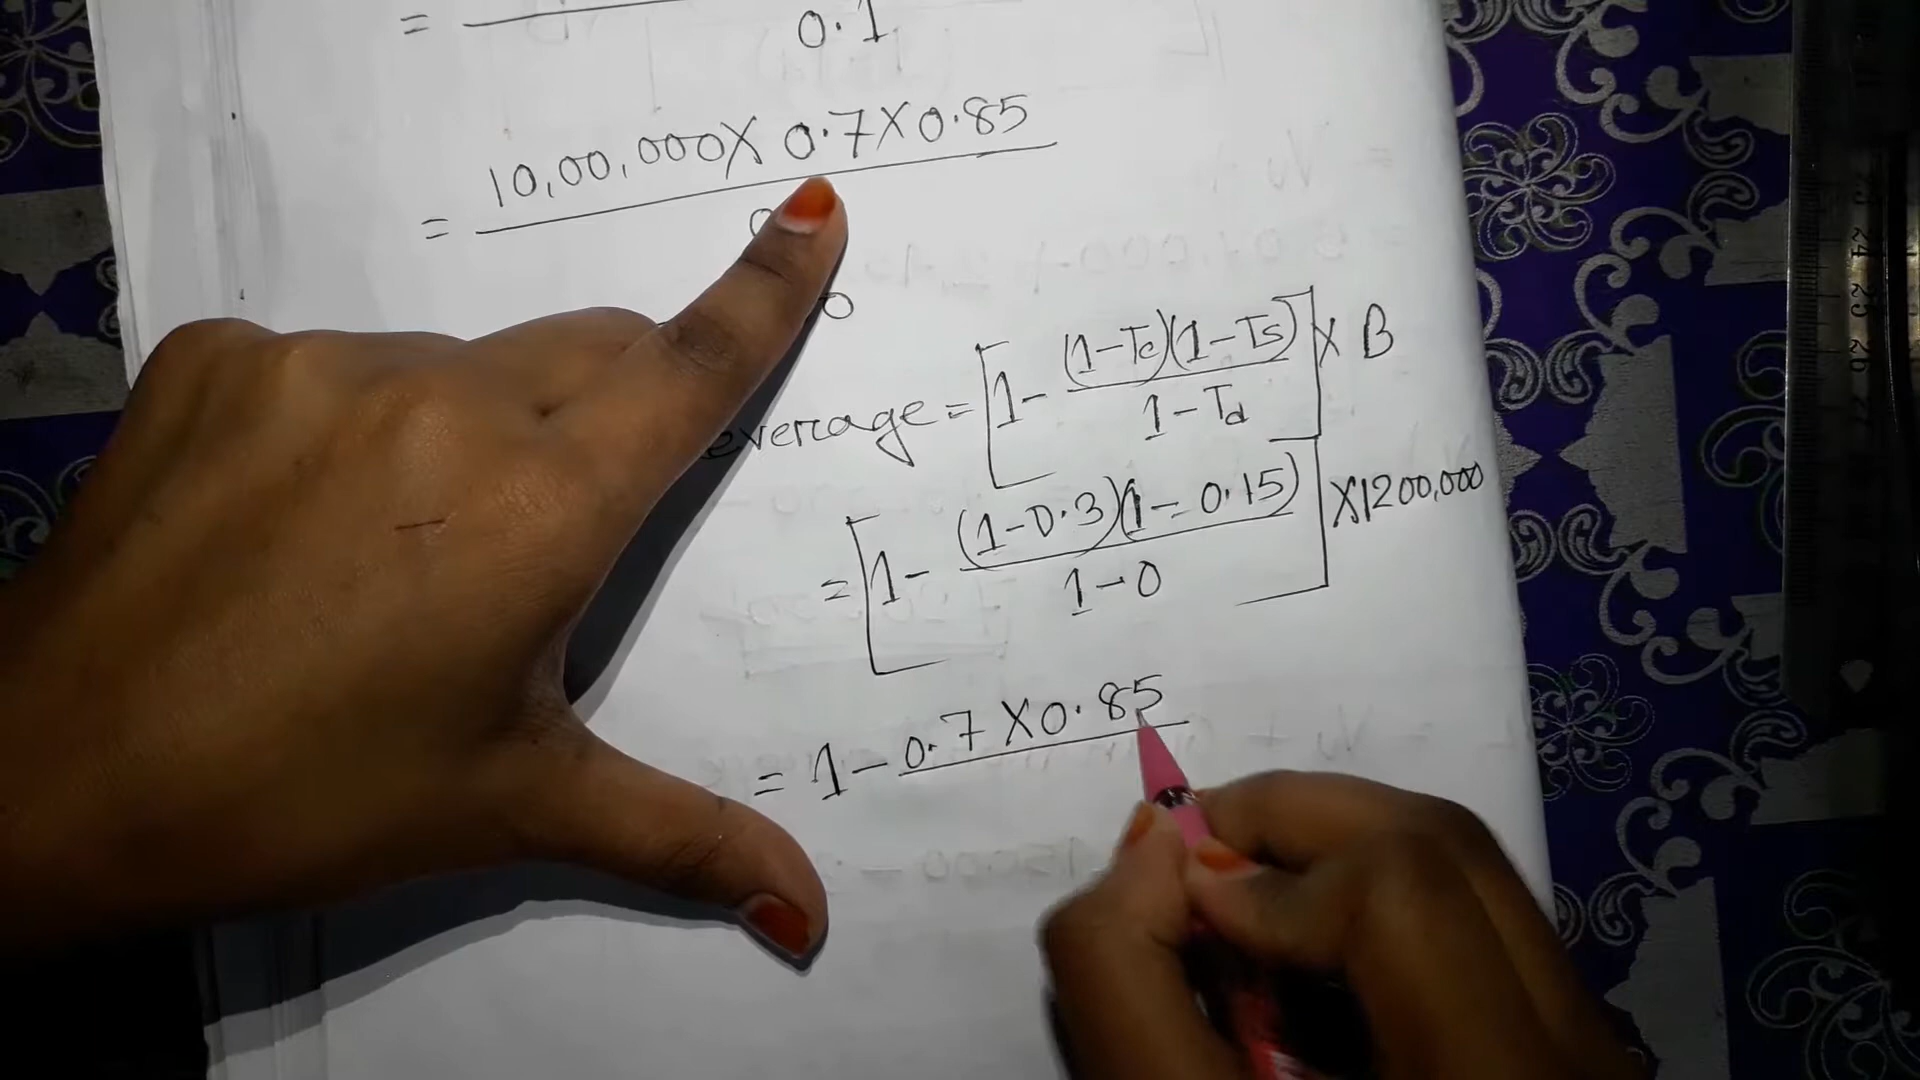 = 0.1
= 10,00,000 X 0.7 X 0.85
everage = [1 - (1-Tc)(1-Ts) / 1-Td] X B
= [1 - (1-0.3)(1-0.15) / 1-0] X 1200,000
= 1 - 0.7 X 0.85